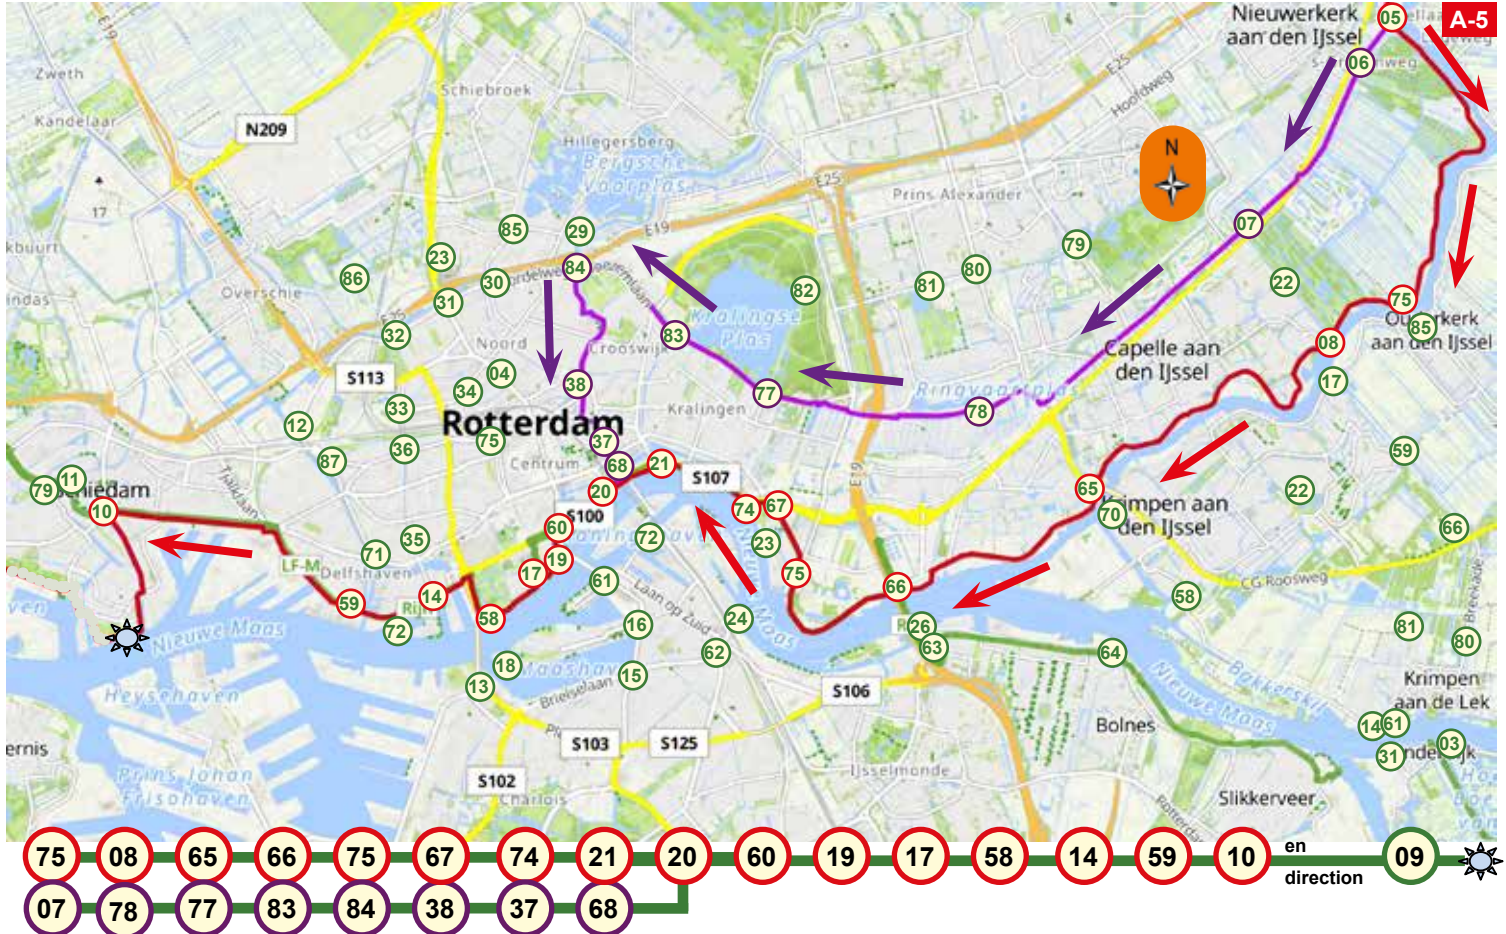 Nieuwerkerk
aan den IJssel
05
A-5
06
Zweth
Schiebroek
E19
E25
Hoofdweg
Kandelaar
N209
Hillegersberg
Bergsche
N
17
E25
Prins Alexander
85
29
E19
07
79
23
86
30
84
80
81
82
22
Overschie
31
75
32
83
Kralingse
Plas
85
aan den IJssel
Noord
Crooswijk
08
Capelle aan
den IJssel
S113
04
34
38
17
77
Ringvaartplas
33
Kralingen
78
12
Rotterdam
36
75
37
59
87
Centrum
68
21
S107
11
79
20
65
22
10
S100
74
67
70
Krimpen aan
den IJssel
66
60
72
23
35
71
19
E19
LF-M
Delfshaven
17
61
75
66
CG Roosweg
59
14
58
Laan op Zuid
58
72
16
24
Maas
26
81
80
Nieuwe Maas
63
64
62
18
15
13
Brielselaan
Heysehaven
S106
Nieuwe Maas
Bakkerskil
Krimpen
aan de Lek
Bolnes
14
61
S103
S125
31
03
S102
Prins Johan
Frisohaven
IJsselmonde
Charlois
Slikkerveer
75 08 65 66 75 67 74 21 20 60 19 17 58 14 59 10 en 09
direction
07 78 77 83 84 38 37 68